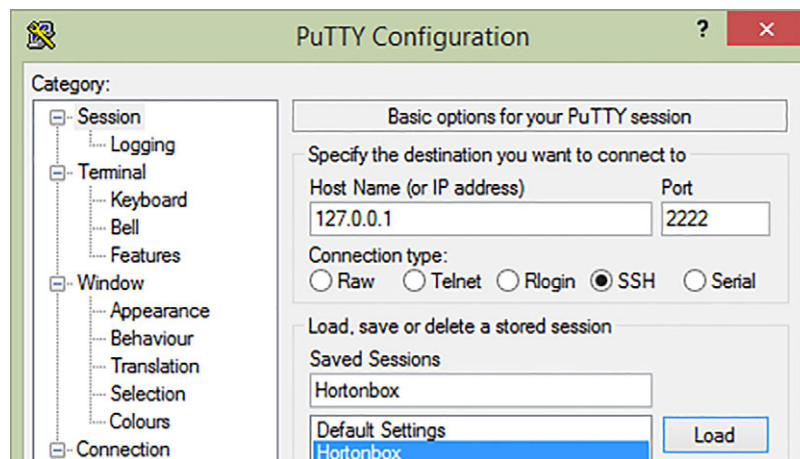 PuTTY Configuration
?
Category:
Session
Logging
Terminal
Keyboard
Bell
Features
Window
Appearance
Behaviour
Translation
Selection
Colours
Connection
Basic options for your PuTTY session
Specify the destination you want to connect to
Host Name (or IP address) Port
127.0.0.1 2222
Connection type:
Raw Telnet Rlogin SSH Serial
Load, save or delete a stored session
Saved Sessions
Hortonbox
Default Settings
Hortonbox
Load